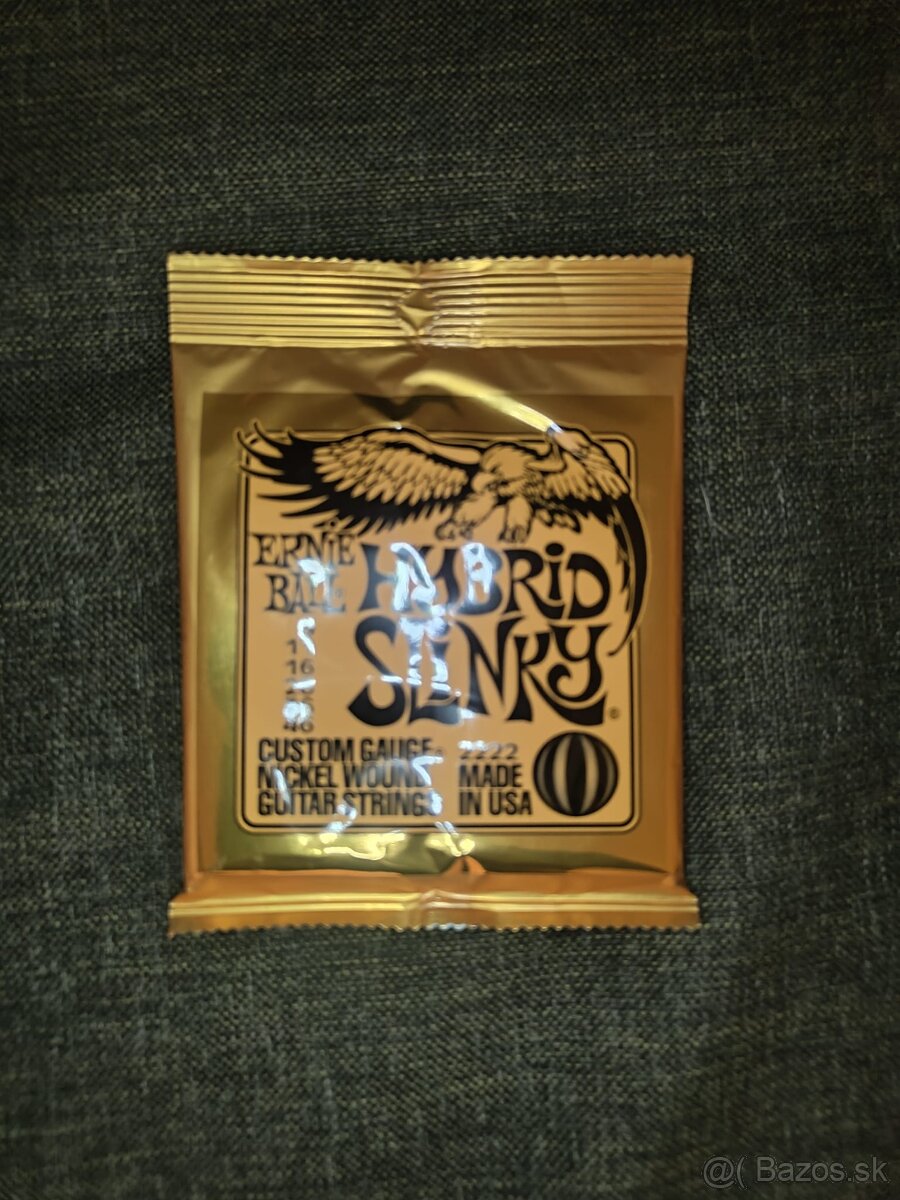 ERNIE
BALL
HYBRID
SLINKY
16
46
CUSTOM GAUGE
NICKEL WOUND
GUITAR STRINGS
2222
MADE
IN USA
@( Bazos.sk